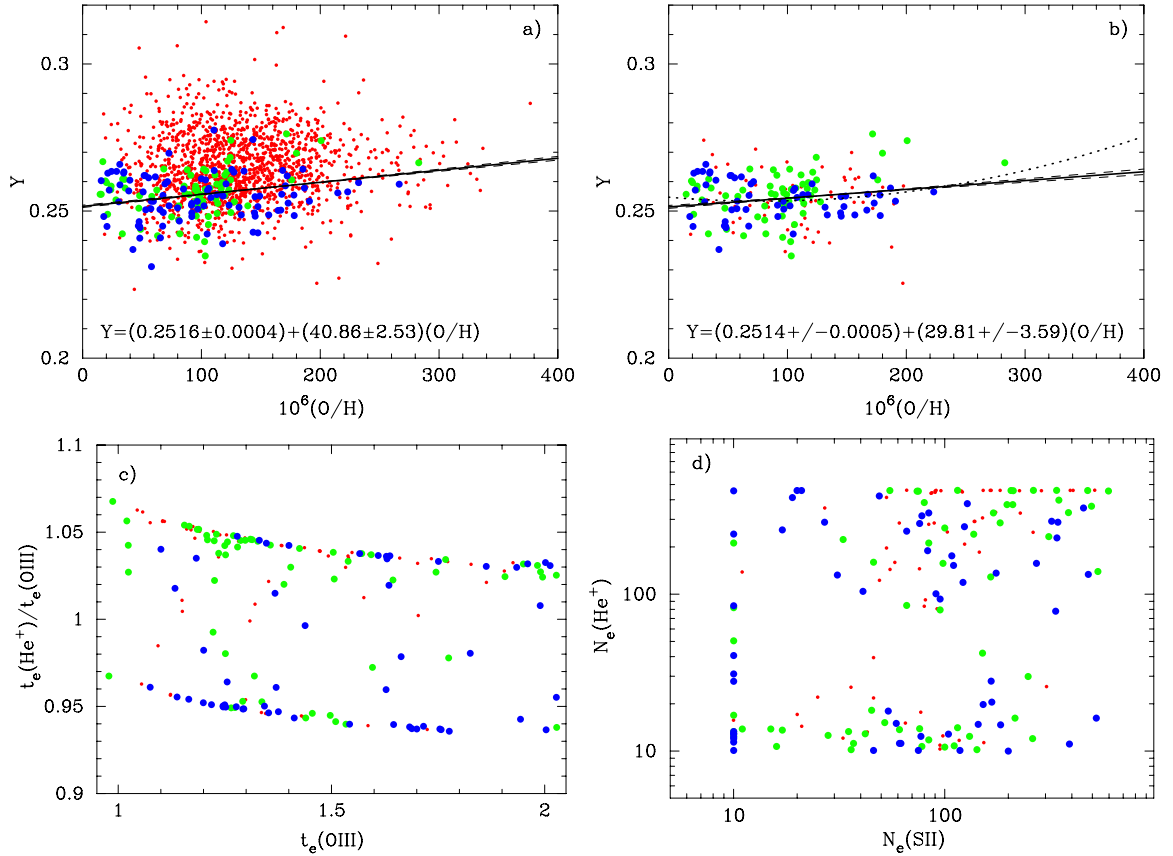 a)
Y
0.3
0.25
0.2
Y=(0.2516±0.0004)+(40.86±2.53)(O/H)
0 100 200 300 400
10⁶(O/H)
b)
Y
0.3
0.25
0.2
Y=(0.2514+/−0.0005)+(29.81+/−3.59)(O/H)
0 100 200 300 400
10⁶(O/H)
c)
tₑ(He⁺)/tₑ(OIII)
1.1
1.05
1
0.95
0.9
1 1.5 2
tₑ(OIII)
d)
Nₑ(He⁺)
100
10
10 100
Nₑ(SII)